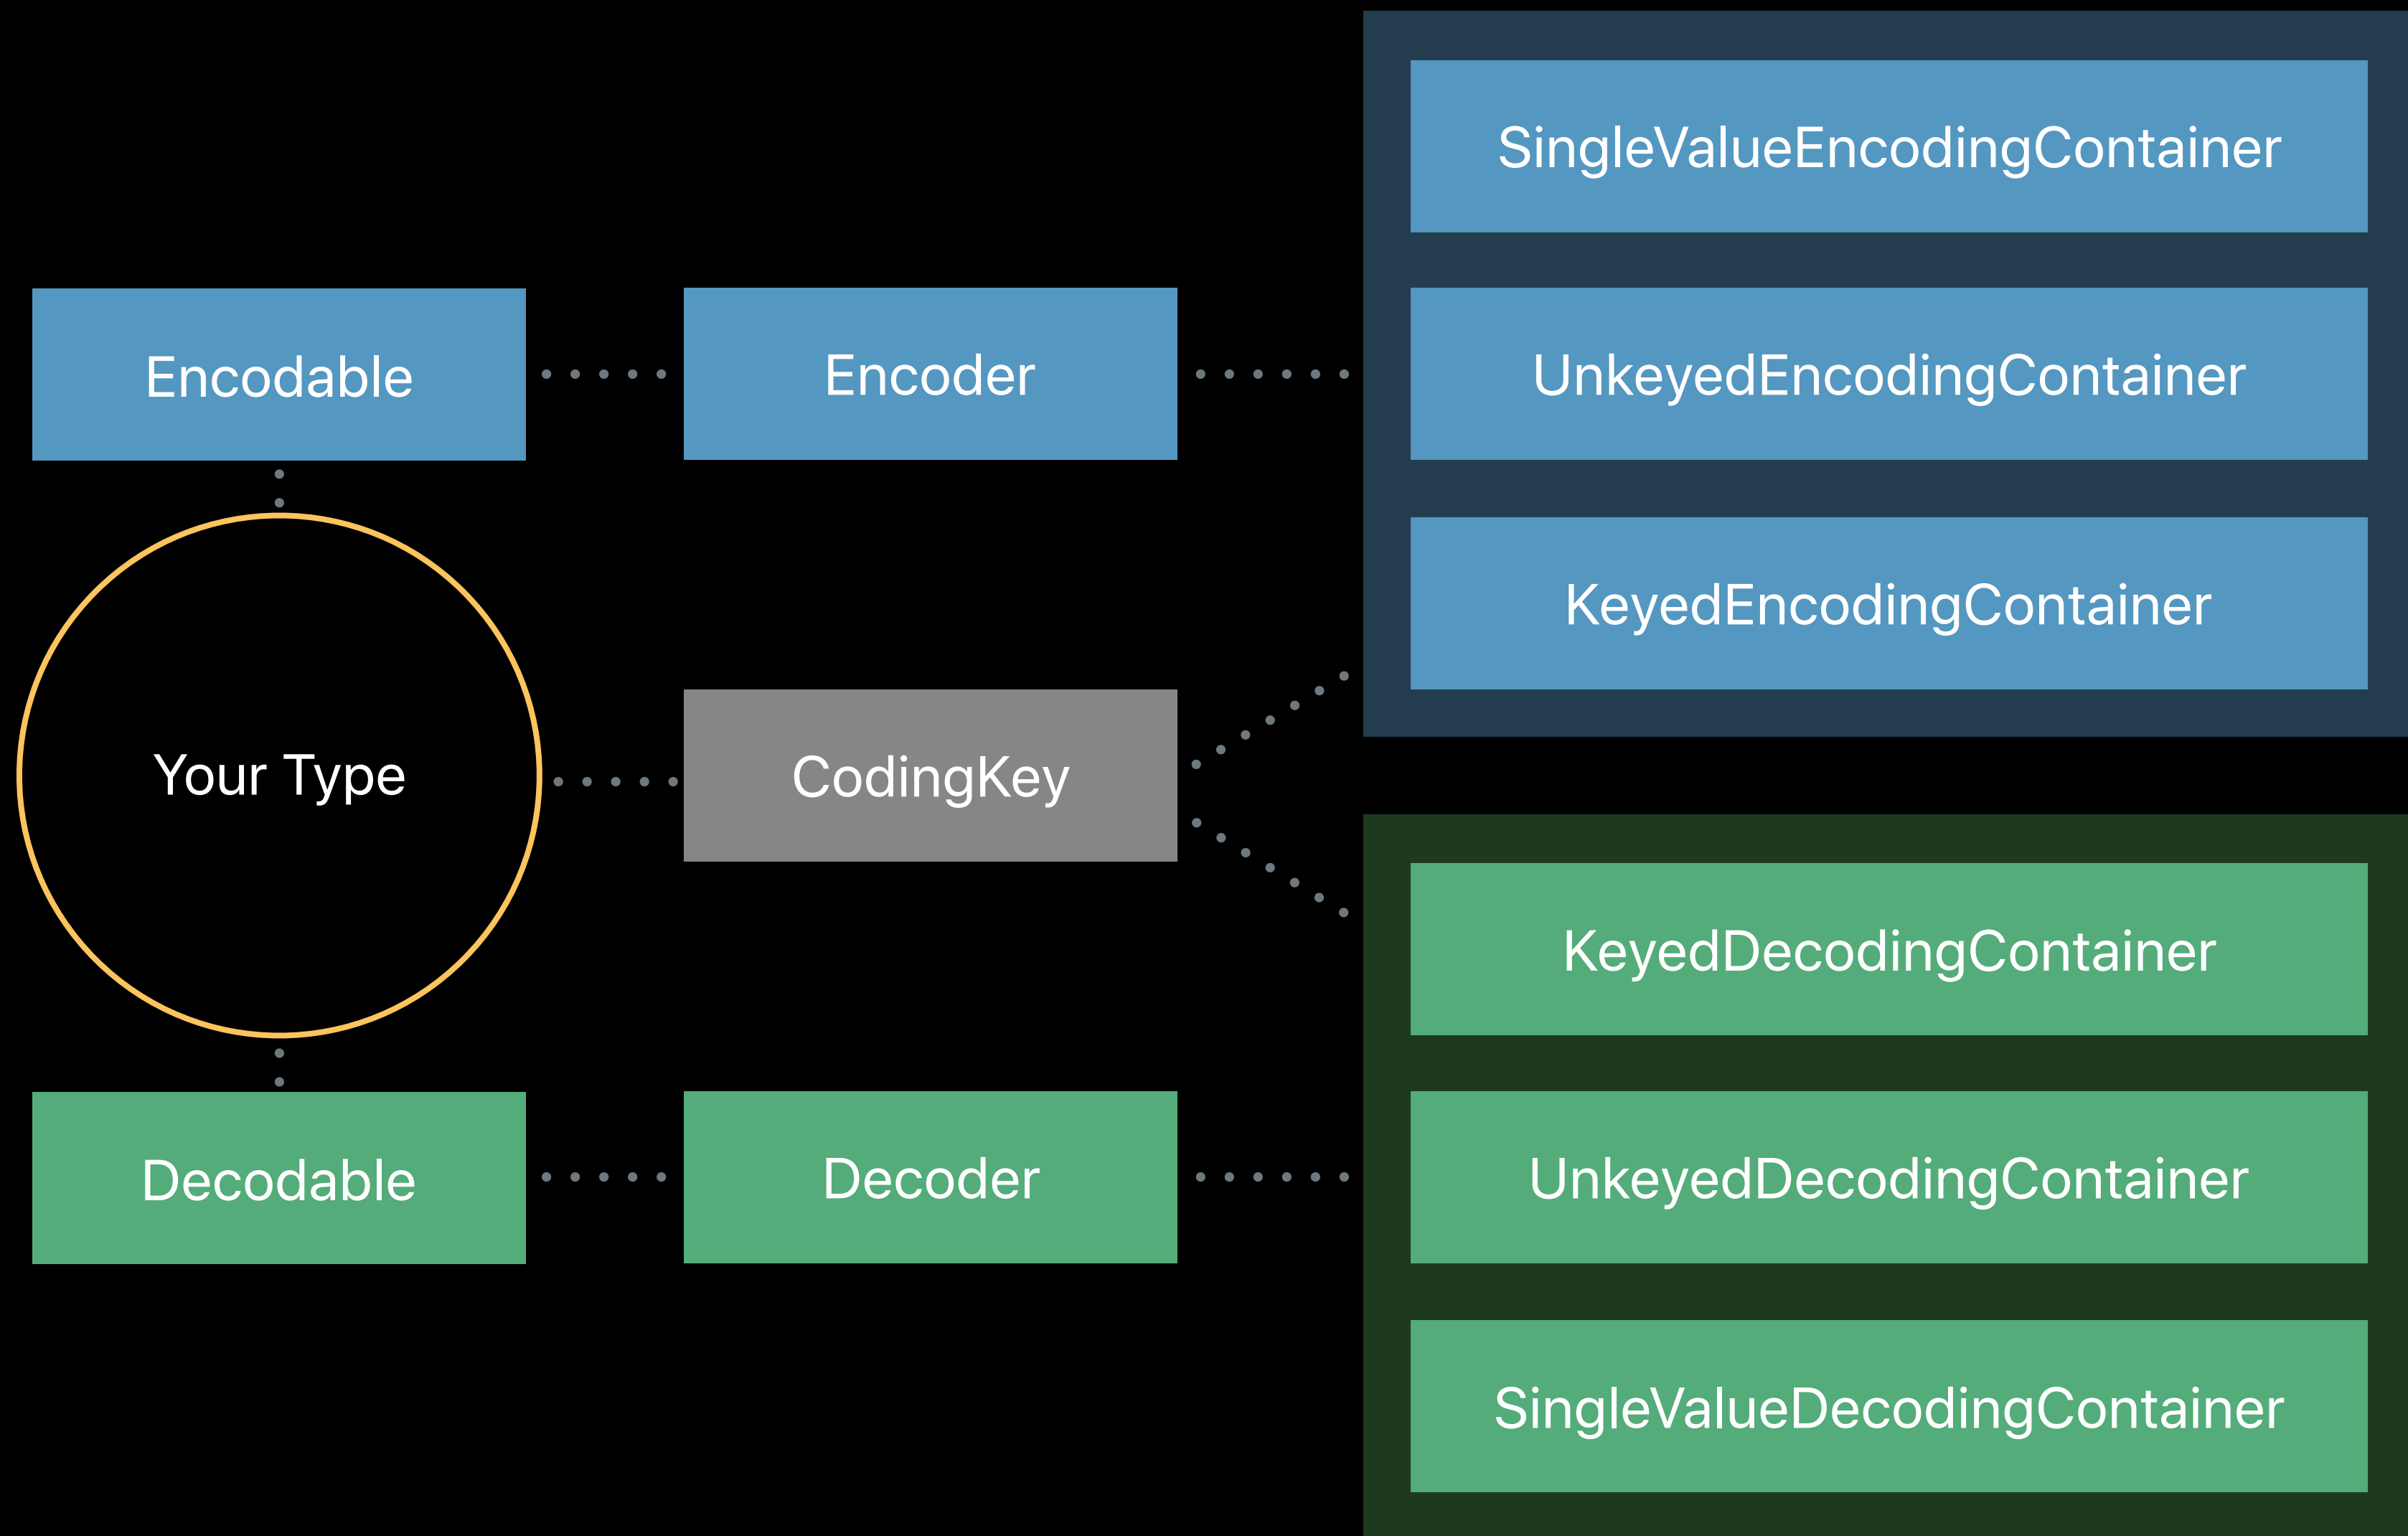 SingleValueEncodingContainer
Encodable
Encoder
UnkeyedEncodingContainer
KeyedEncodingContainer
Your Type
CodingKey
KeyedDecodingContainer
Decodable
Decoder
UnkeyedDecodingContainer
SingleValueDecodingContainer